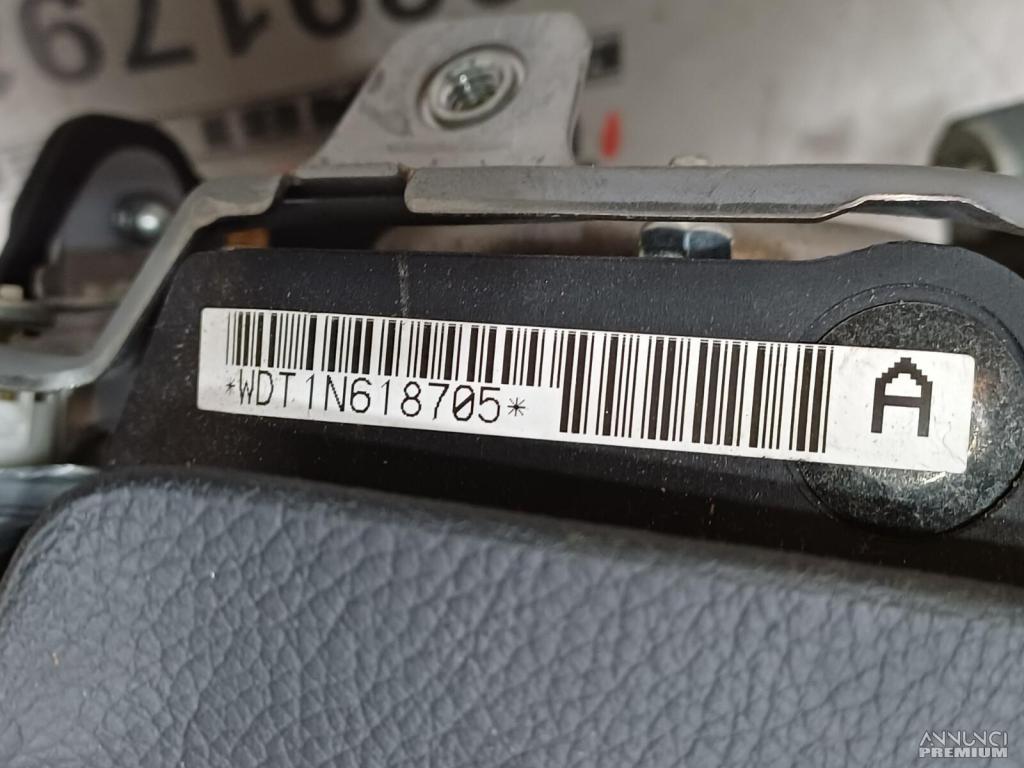 *WDT1N618705*
A
ANNUNCI
PREMIUM